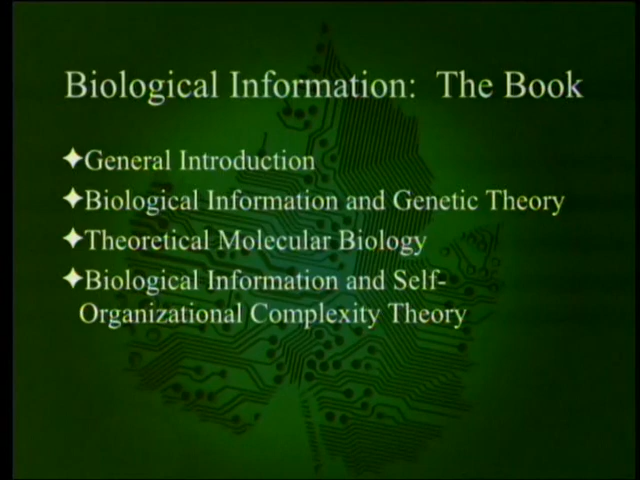 Biological Information: The Book
✦General Introduction
✦Biological Information and Genetic Theory
✦Theoretical Molecular Biology
✦Biological Information and Self-
Organizational Complexity Theory